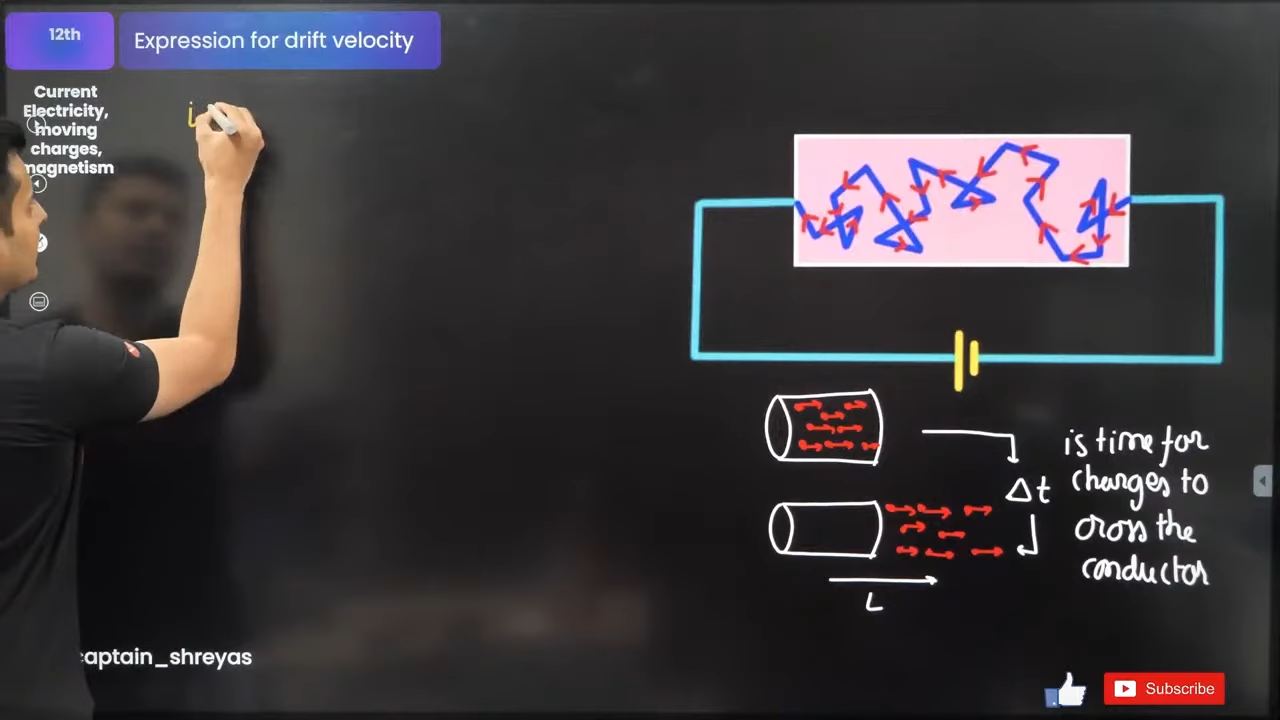 12th
Expression for drift velocity
Current
Electricity,
moving
charges,
magnetism
i
is time for
charges to
cross the
conductor
Δt
L
captain_shreyas
Subscribe